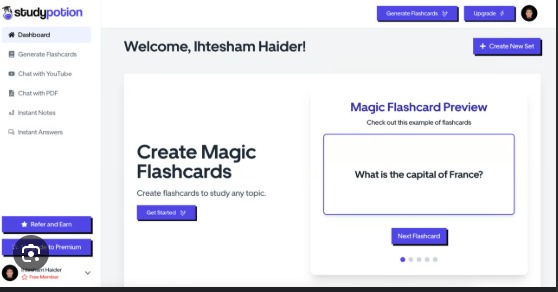 studypotion
Generate Flashcards
Upgrade
Dashboard
Generate Flashcards
Chat with YouTube
Chat with PDF
Instant Notes
Instant Answers
Refer and Earn
to Premium
Ihtesham Haider
Free Member
Welcome, Ihtesham Haider!
+ Create New Set
Create Magic
Flashcards
Create flashcards to study any topic.
Get Started
Magic Flashcard Preview
Check out this example of flashcards
What is the capital of France?
Next Flashcard